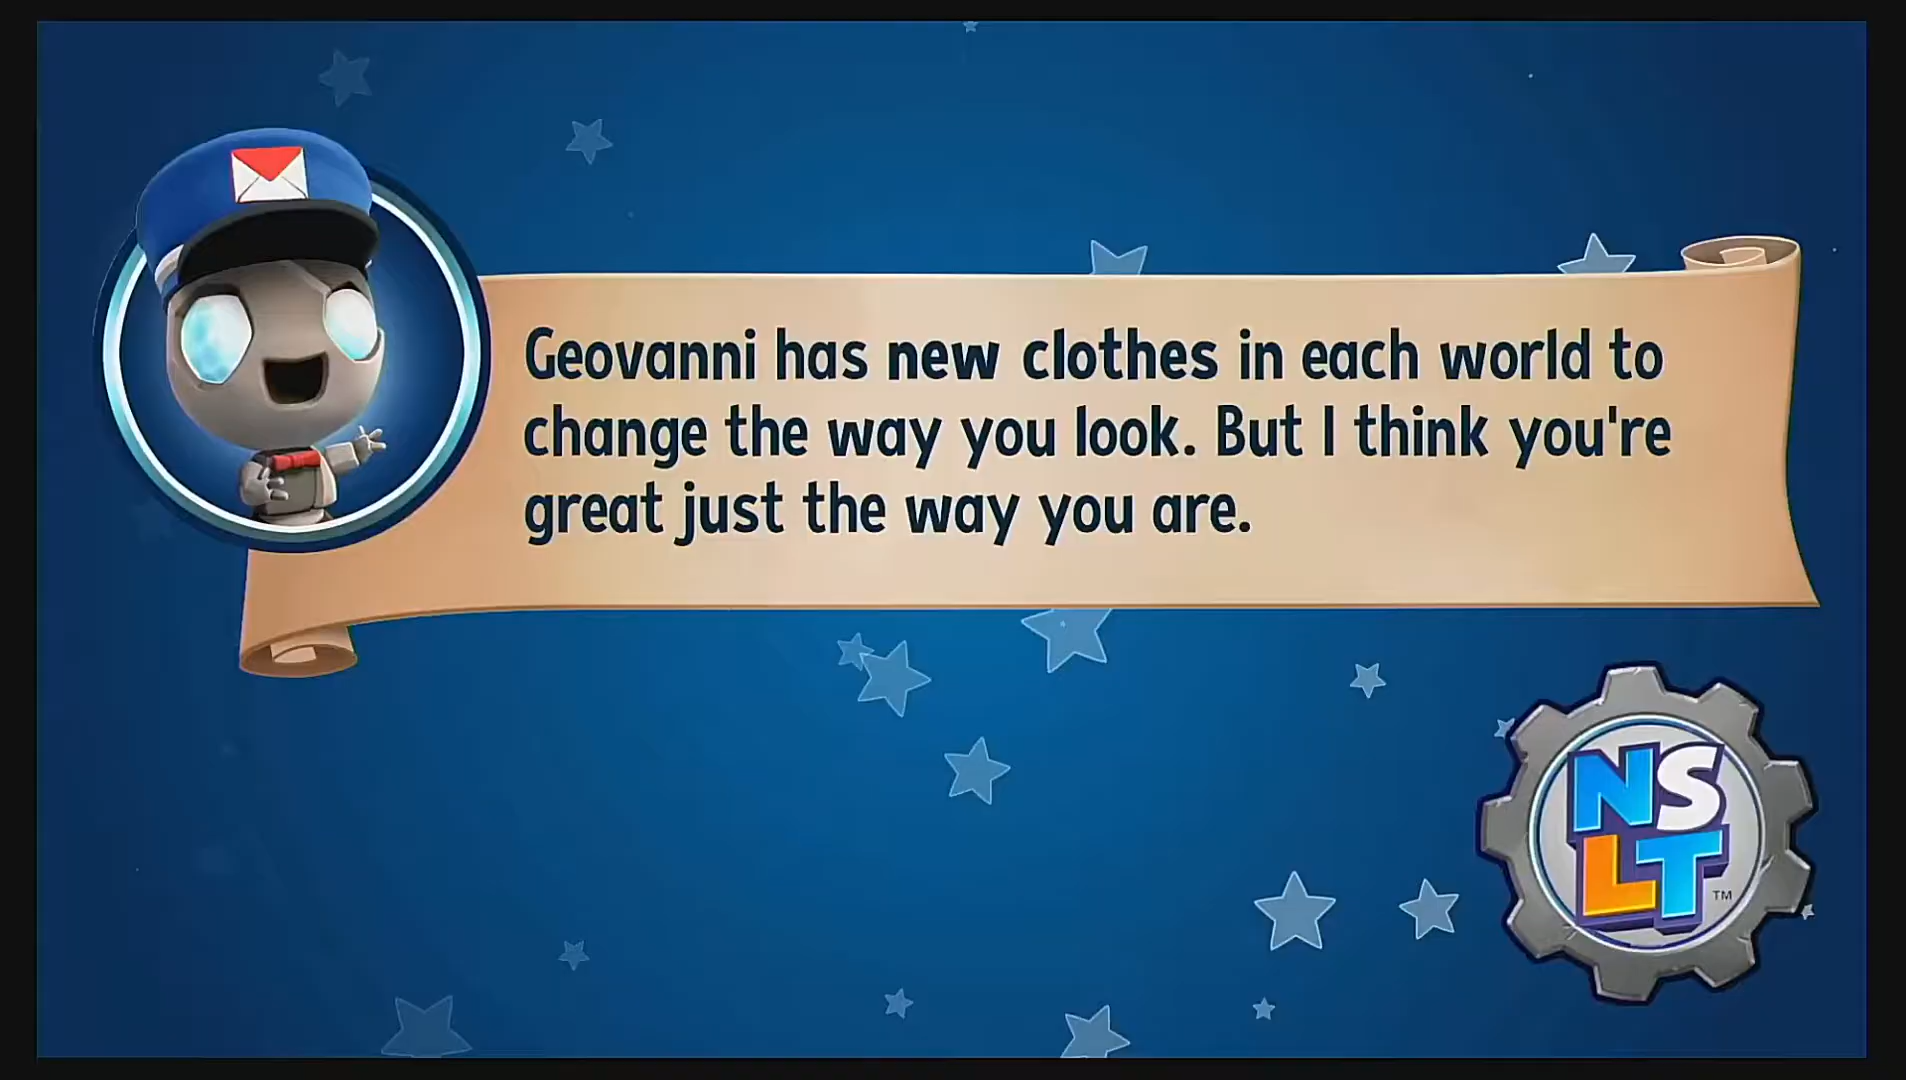 Geovanni has new clothes in each world to
change the way you look. But I think you're
great just the way you are.
NS
LT
TM